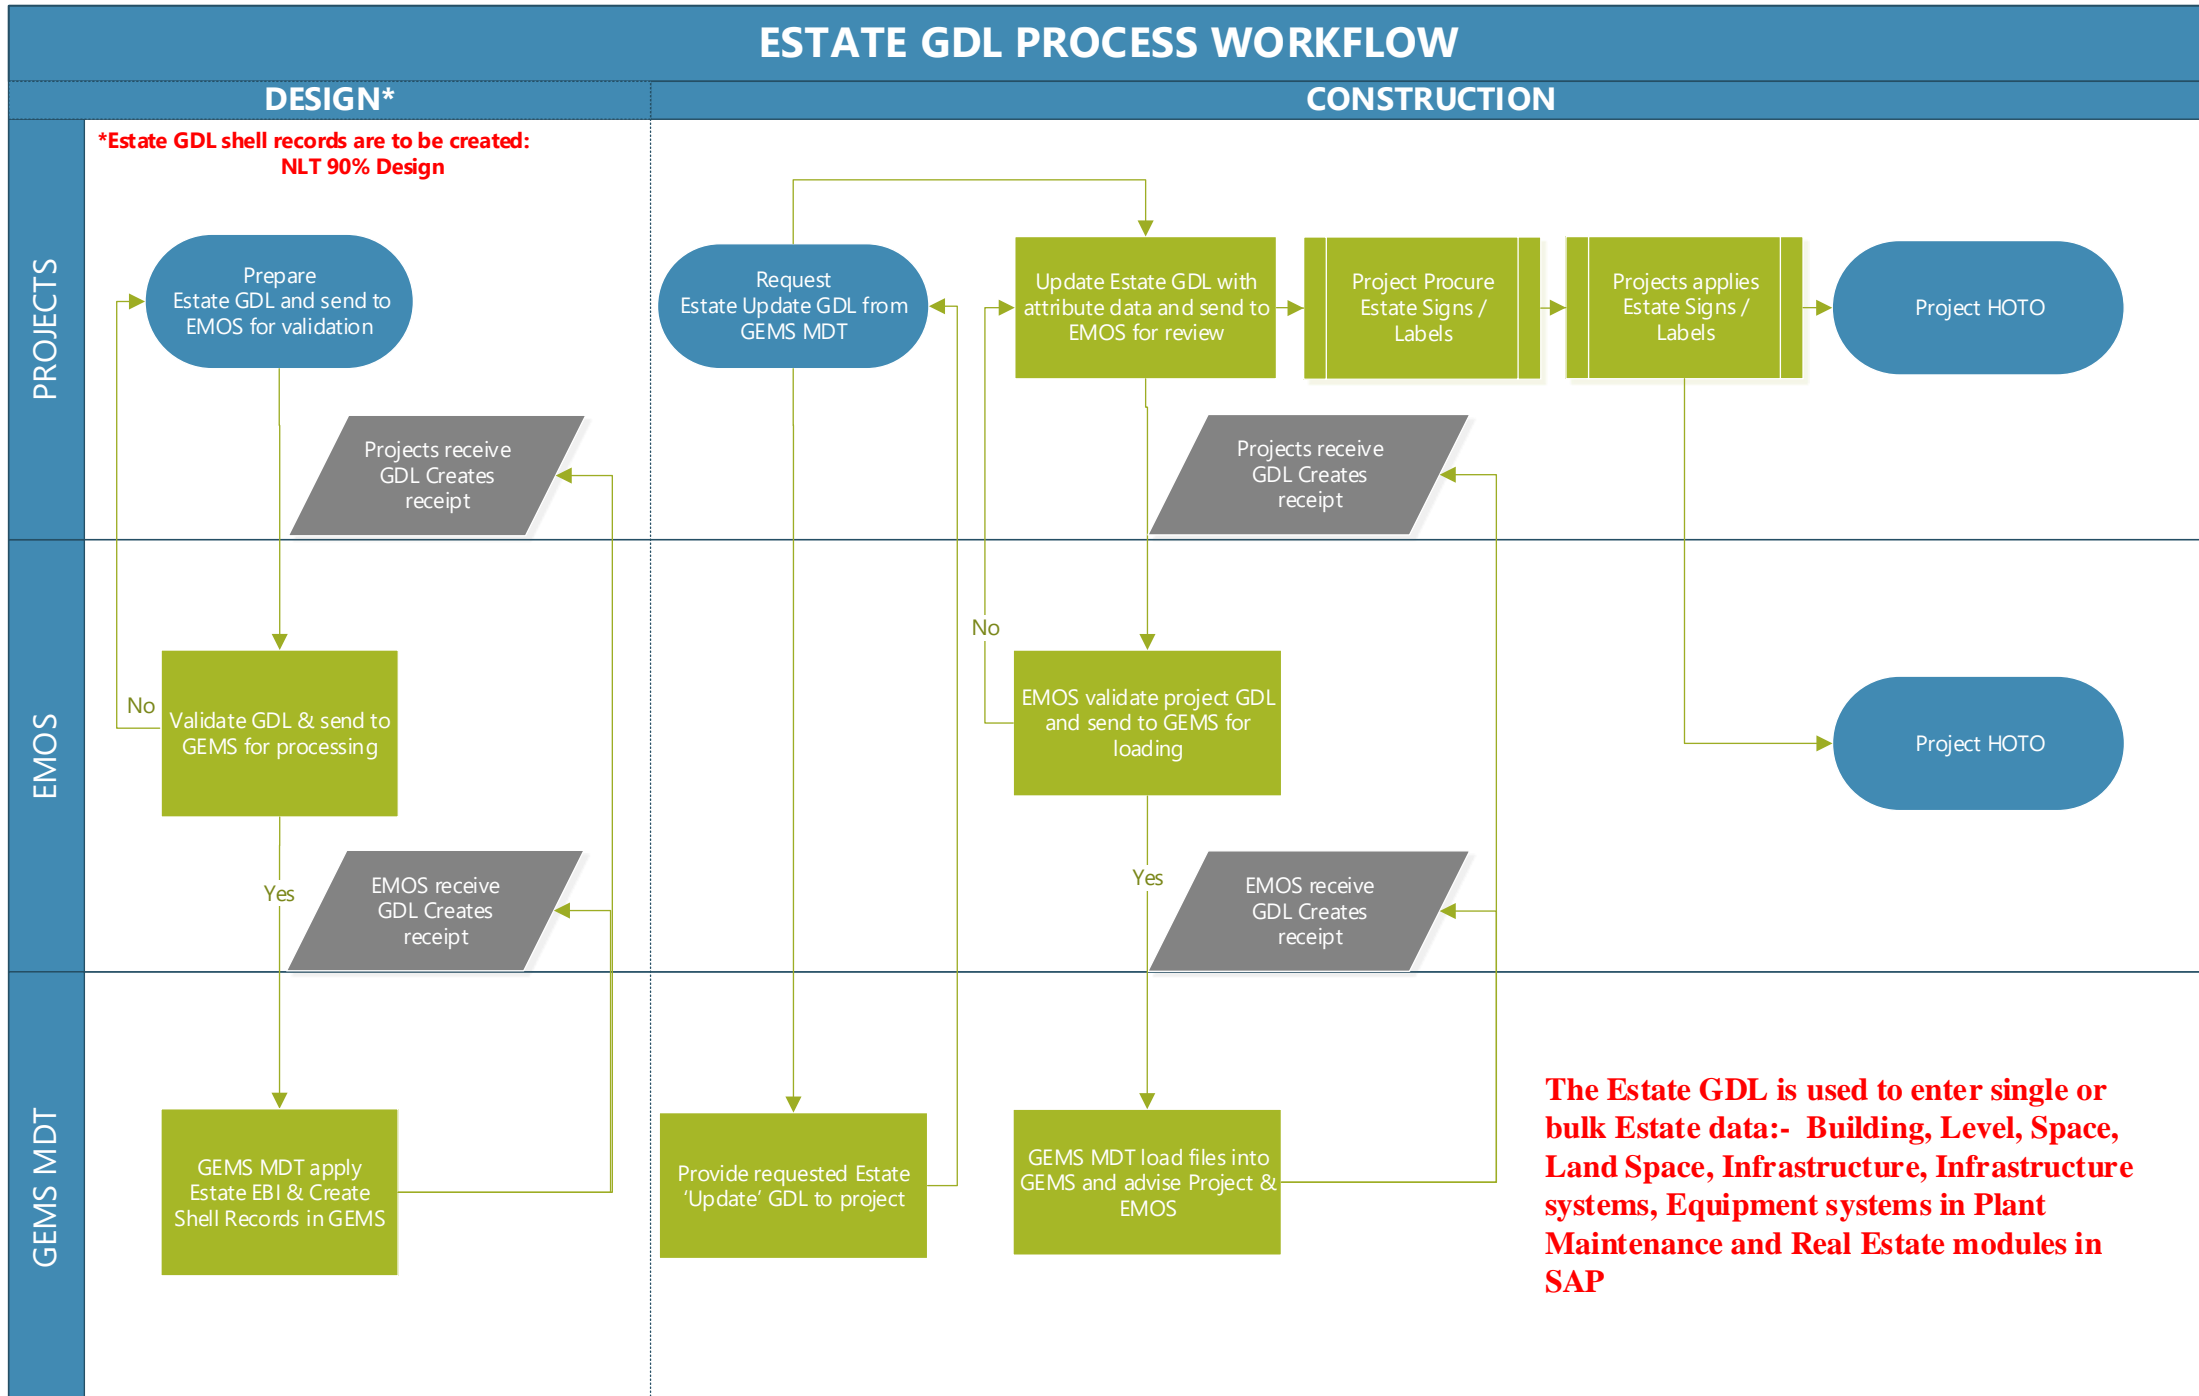 ESTATE GDL PROCESS WORKFLOW
DESIGN*
CONSTRUCTION
PROJECTS
*Estate GDL shell records are to be created:
NLT 90% Design
Prepare
Estate GDL and send to
EMOS for validation
Projects receive
GDL Creates
receipt
Request
Estate Update GDL from
GEMS MDT
Update Estate GDL with
attribute data and send to
EMOS for review
Project Procure
Estate Signs /
Labels
Projects applies
Estate Signs /
Labels
Project HOTO
Projects receive
GDL Creates
receipt
EMOS
No
Validate GDL & send to
GEMS for processing
Yes
EMOS receive
GDL Creates
receipt
No
EMOS validate project GDL
and send to GEMS for
loading
Yes
EMOS receive
GDL Creates
receipt
Project HOTO
GEMS MDT
GEMS MDT apply
Estate EBI & Create
Shell Records in GEMS
Provide requested Estate
‘Update’ GDL to project
GEMS MDT load files into
GEMS and advise Project &
EMOS
The Estate GDL is used to enter single or
bulk Estate data:- Building, Level, Space,
Land Space, Infrastructure, Infrastructure
systems, Equipment systems in Plant
Maintenance and Real Estate modules in
SAP